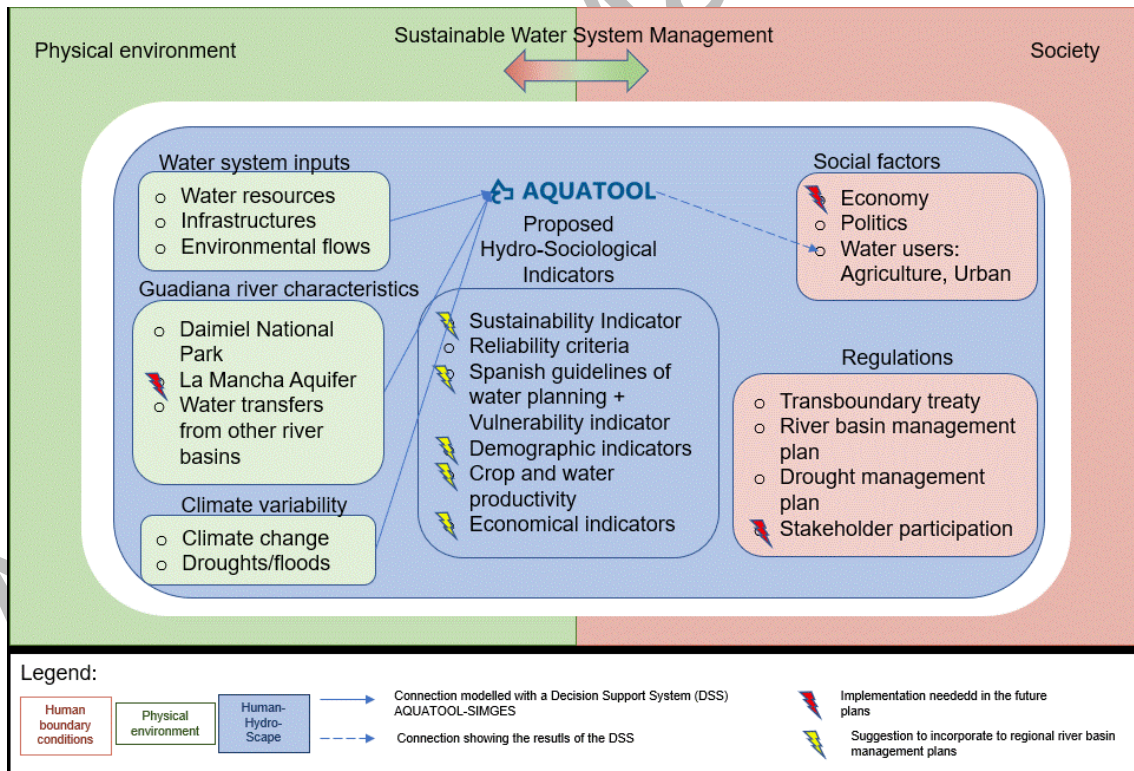 Physical environment
Sustainable Water System Management
Society
Water system inputs
Water resources
Infrastructures
Environmental flows
Guadiana river characteristics
Daimiel National
Park
La Mancha Aquifer
Water transfers
from other river
basins
Climate variability
Climate change
Droughts/floods
AQUATOOL
Proposed
Hydro-Sociological
Indicators
Sustainability Indicator
Reliability criteria
Spanish guidelines of
water planning +
Vulnerability indicator
Demographic indicators
Crop and water
productivity
Economical indicators
Social factors
Economy
Politics
Water users:
Agriculture, Urban
Regulations
Transboundary treaty
River basin management
plan
Drought management
plan
Stakeholder participation
Legend:
Human
boundary
conditions
Physical
environment
Human-
Hydro-
Scape
Connection modelled with a Decision Support System (DSS)
AQUATOOL-SIMGES
Connection showing the resutls of the DSS
Implementation neededd in the future
plans
Suggestion to incorporate to regional river basin
management plans